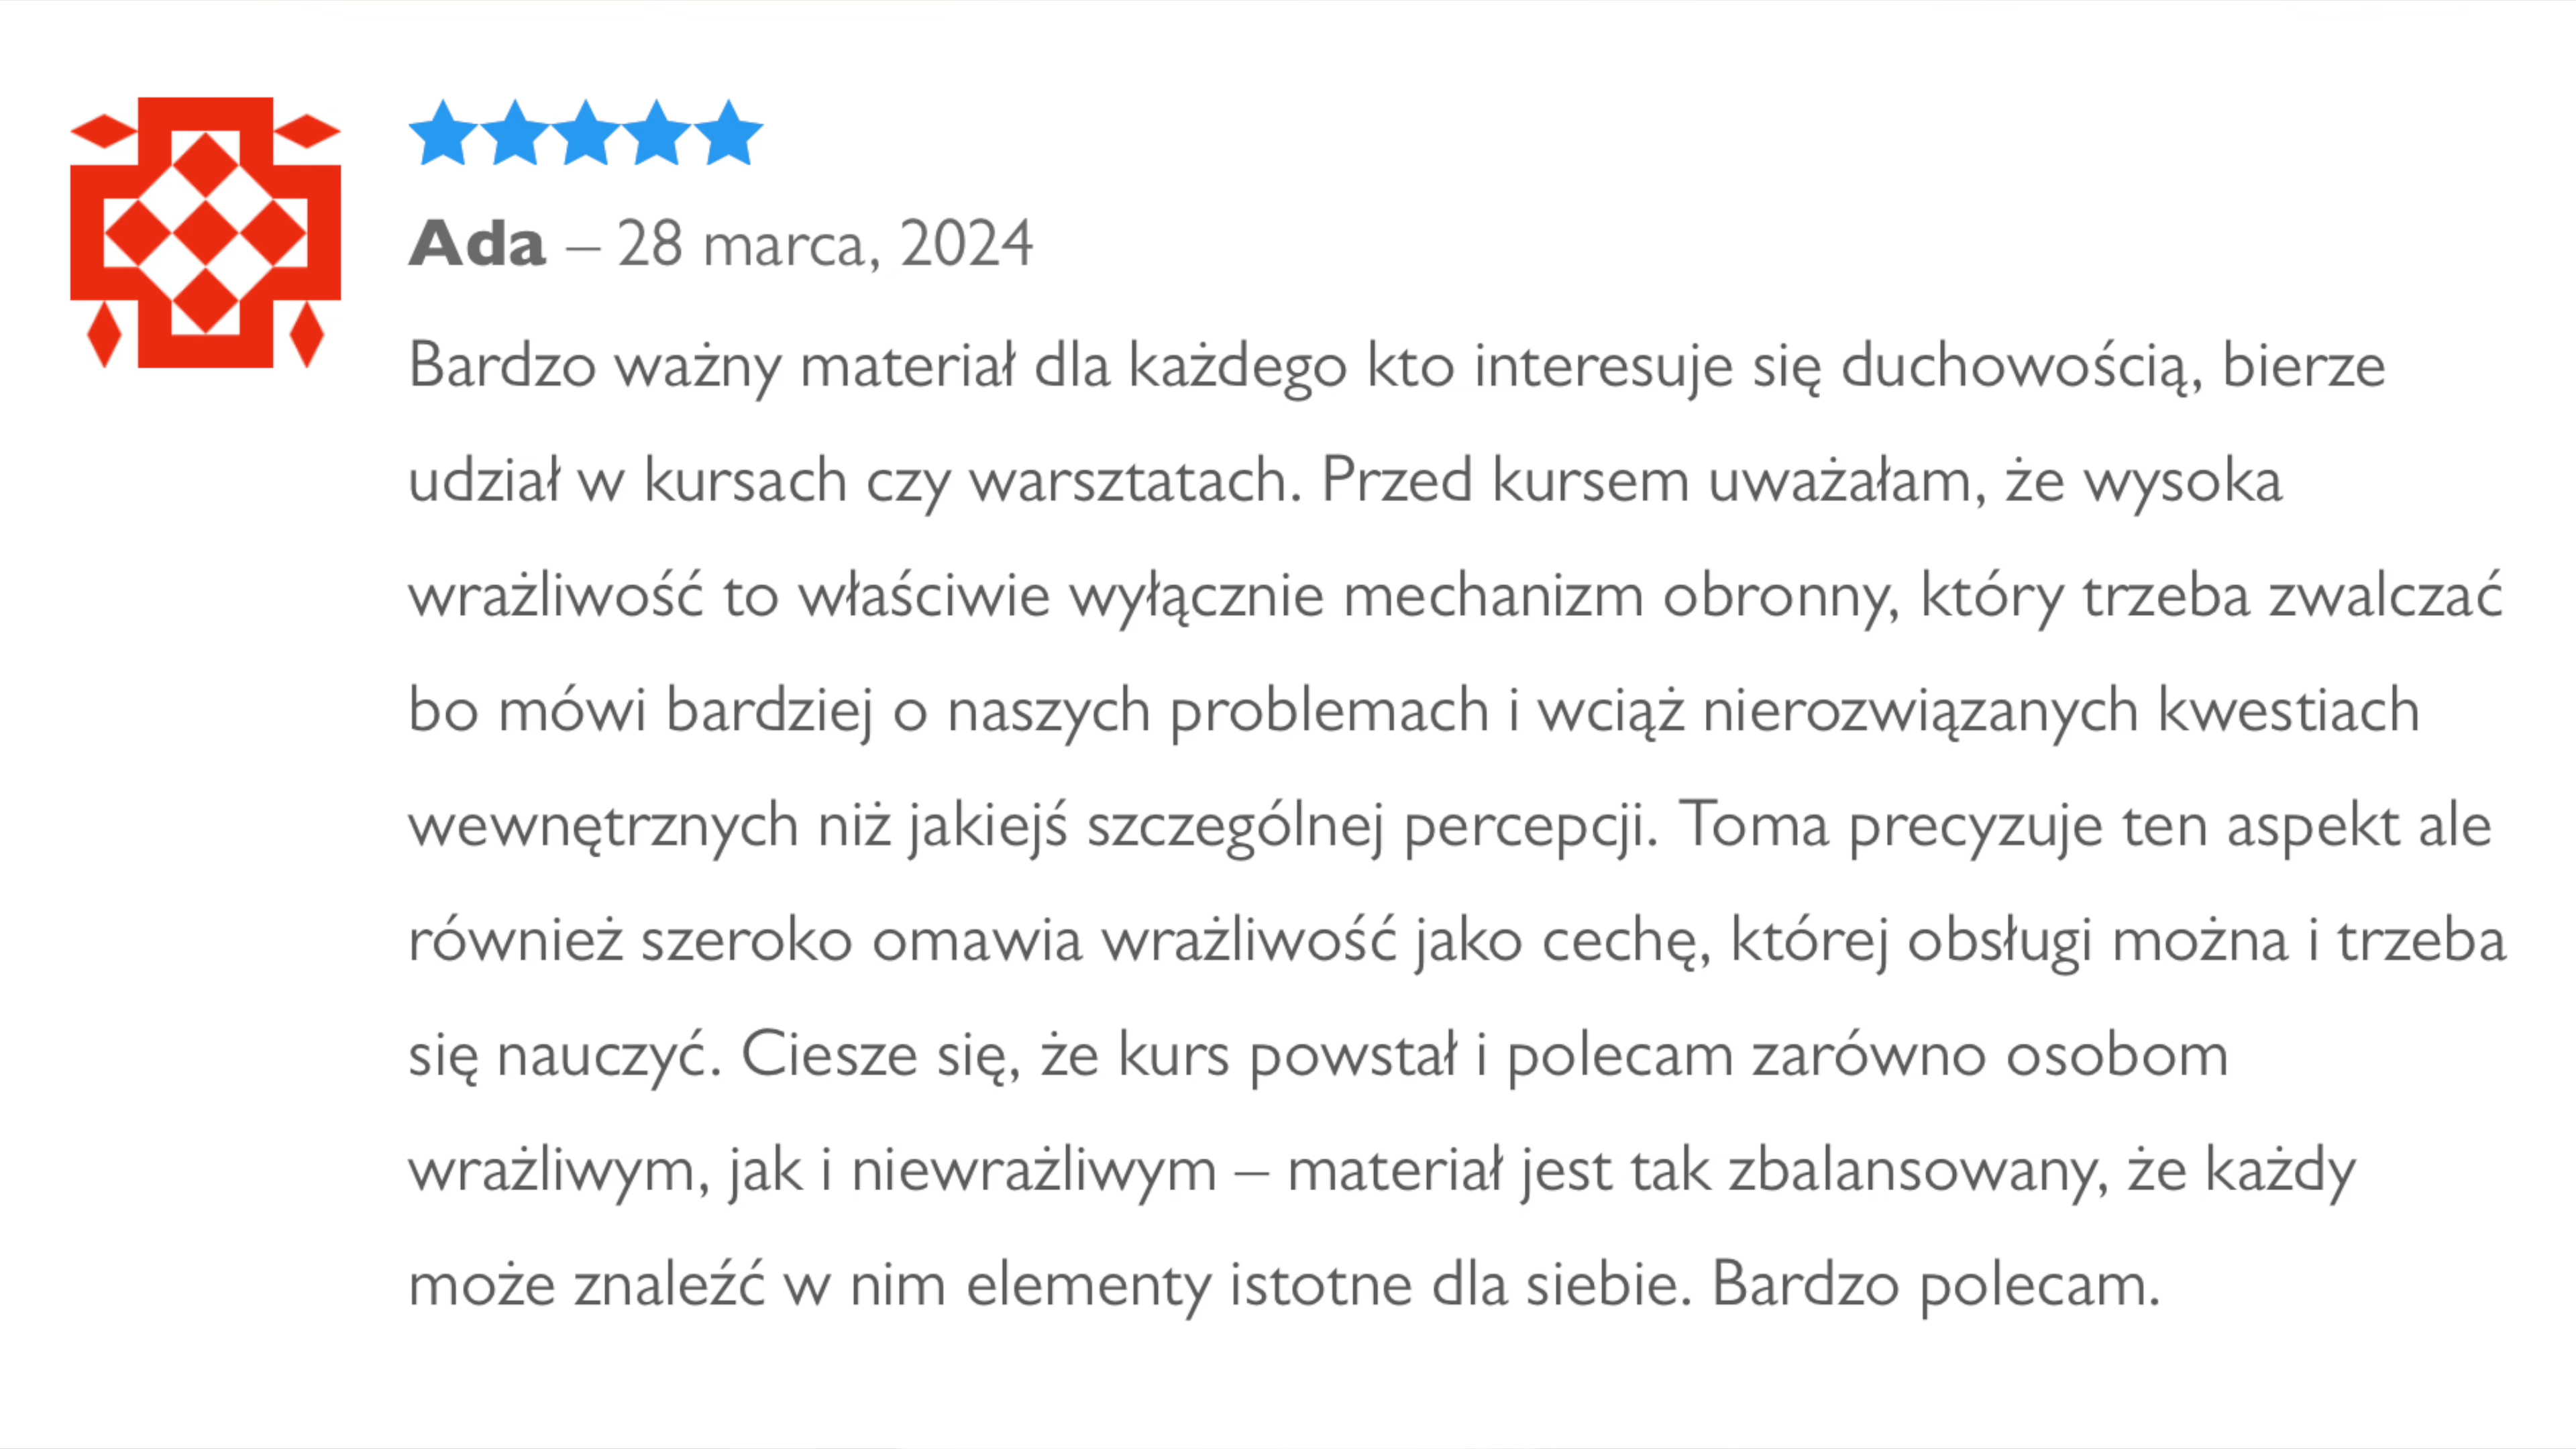 Ada – 28 marca, 2024
Bardzo ważny materiał dla każdego kto interesuje się duchowością, bierze
udział w kursach czy warsztatach. Przed kursem uważałam, że wysoka
wrażliwość to właściwie wyłącznie mechanizm obronny, który trzeba zwalczać
bo mówi bardziej o naszych problemach i wciąż nierozwiązanych kwestiach
wewnętrznych niż jakiejś szczególnej percepcji. Toma precyzuje ten aspekt ale
również szeroko omawia wrażliwość jako cechę, której obsługi można i trzeba
się nauczyć. Ciesze się, że kurs powstał i polecam zarówno osobom
wrażliwym, jak i niewrażliwym – materiał jest tak zbalansowany, że każdy
może znaleźć w nim elementy istotne dla siebie. Bardzo polecam.